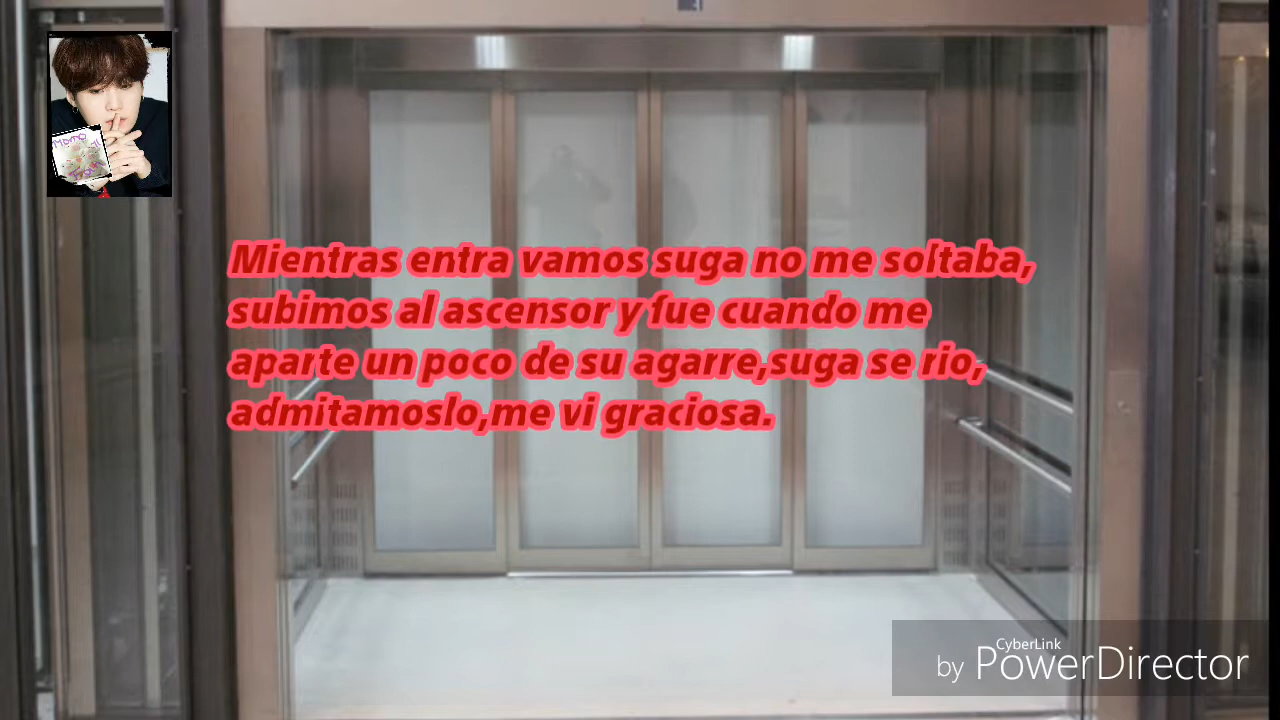 Mientras entra vamos suga no me soltaba,
subimos al ascensor y fue cuando me
aparte un poco de su agarre,suga se rio,
admitamoslo,me vi graciosa.
CyberLink
by PowerDirector